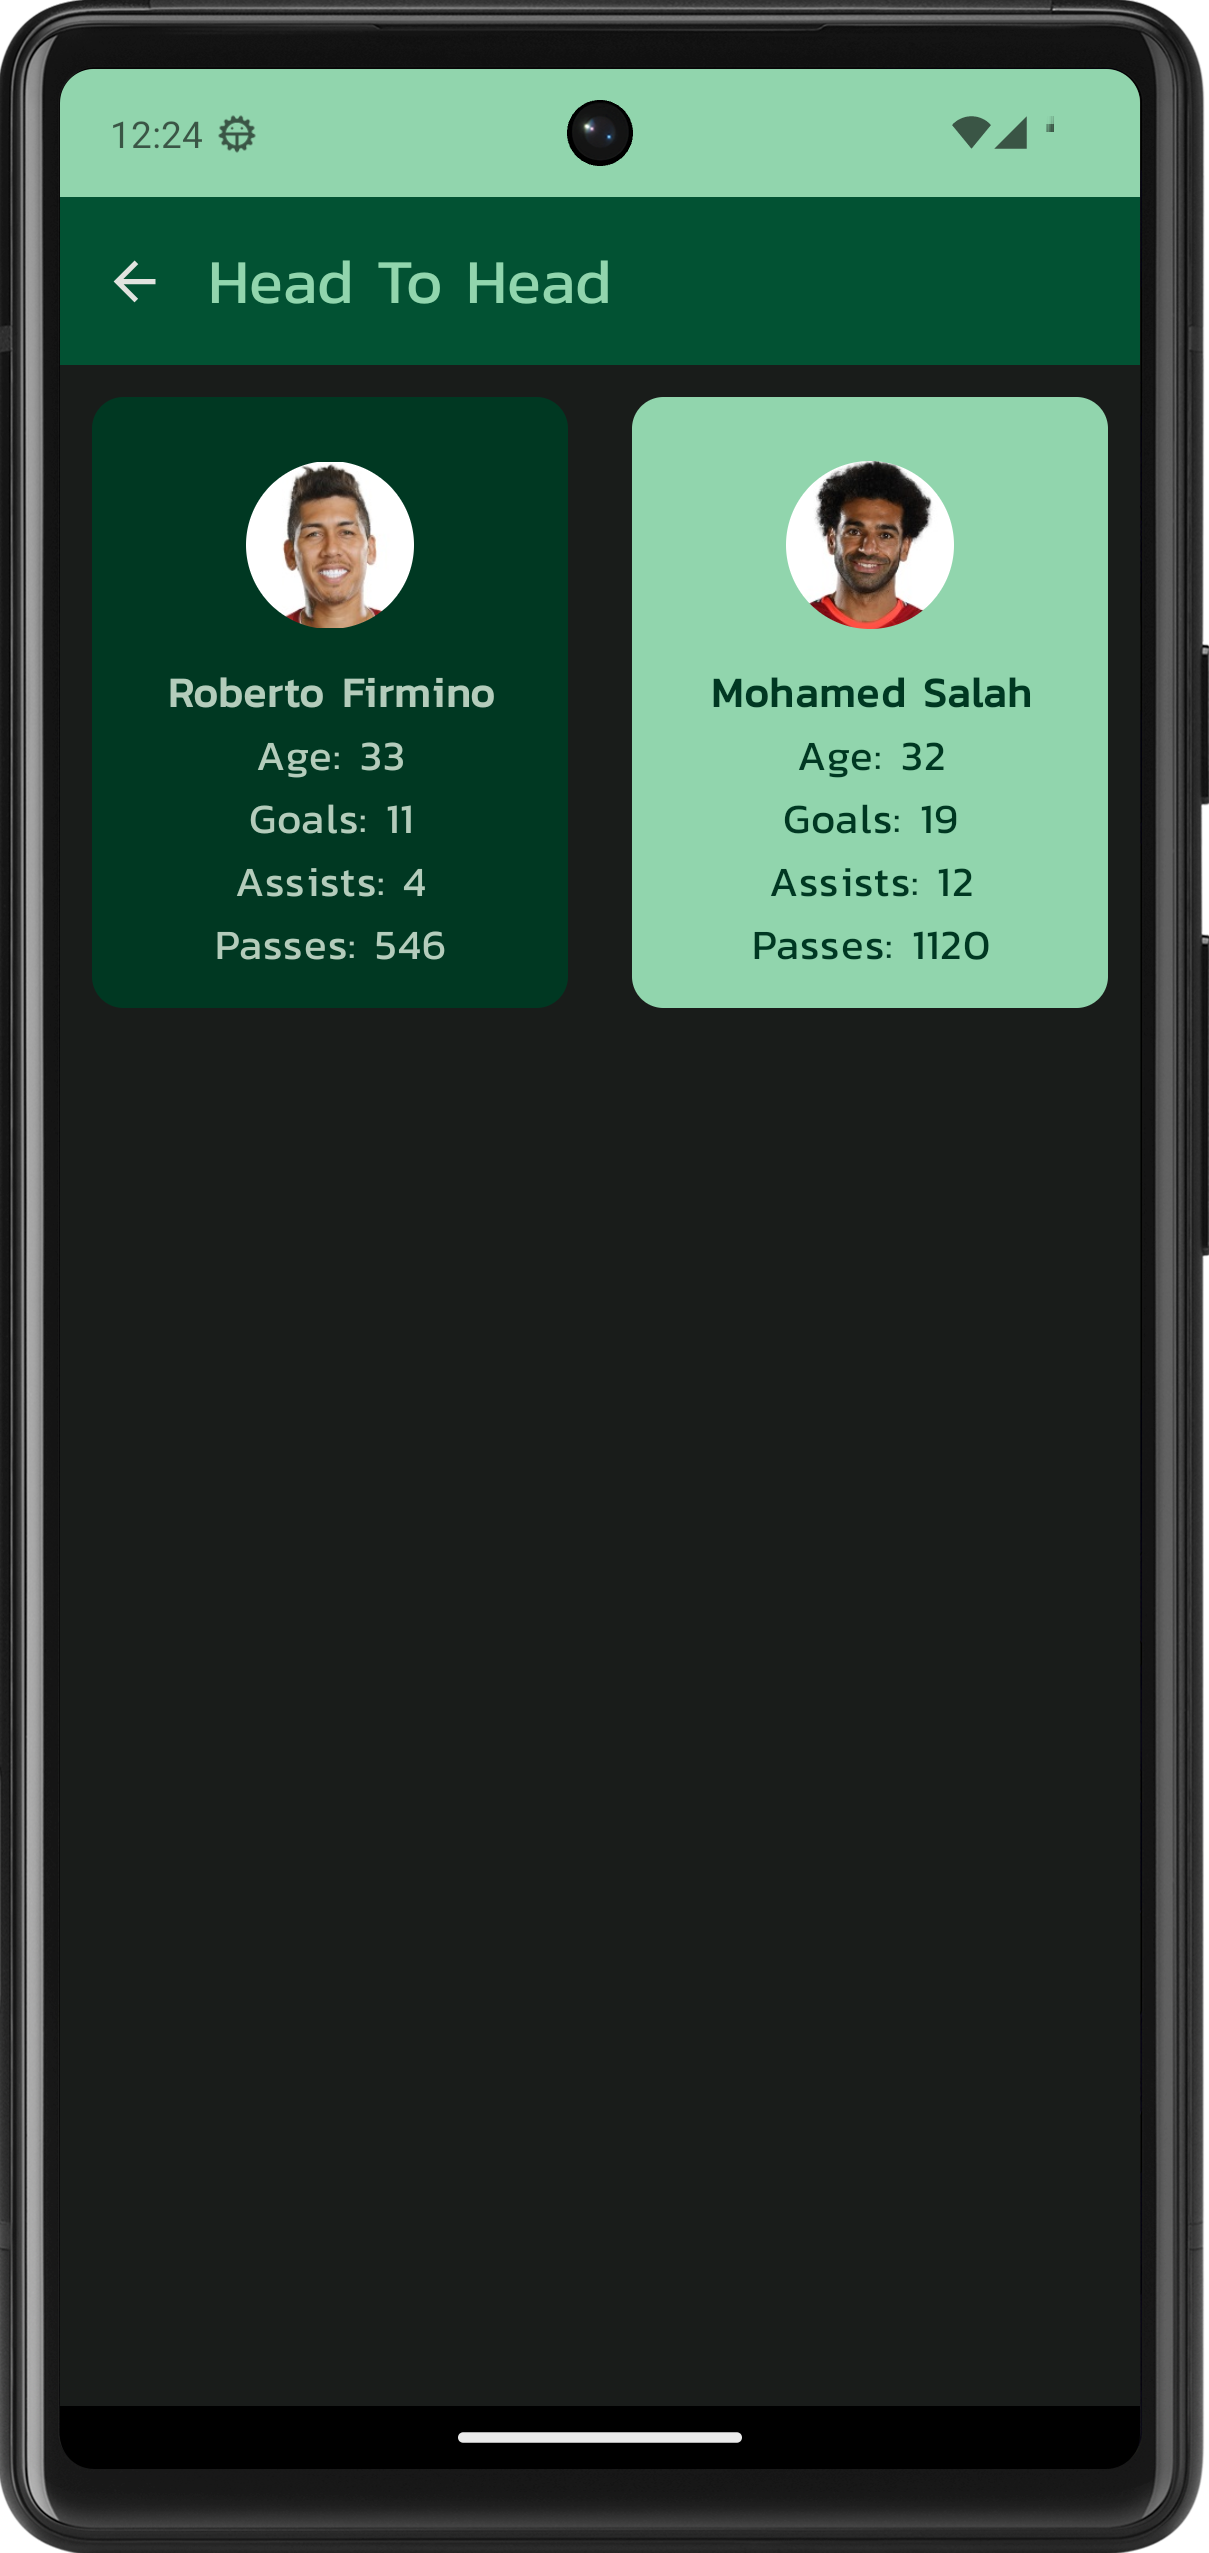 12:24
Head To Head
Roberto Firmino
Age: 33
Goals: 11
Assists: 4
Passes: 546
Mohamed Salah
Age: 32
Goals: 19
Assists: 12
Passes: 1120